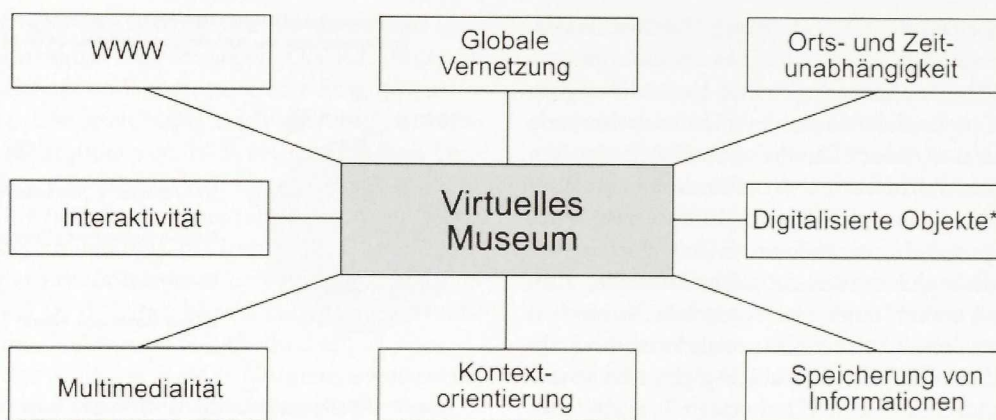 WWW
Globale
Vernetzung
Orts- und Zeit-
unabhängigkeit
Interaktivität
Virtuelles
Museum
Digitalisierte Objekte*
Multimedialität
Kontext-
orientierung
Speicherung von
Informationen